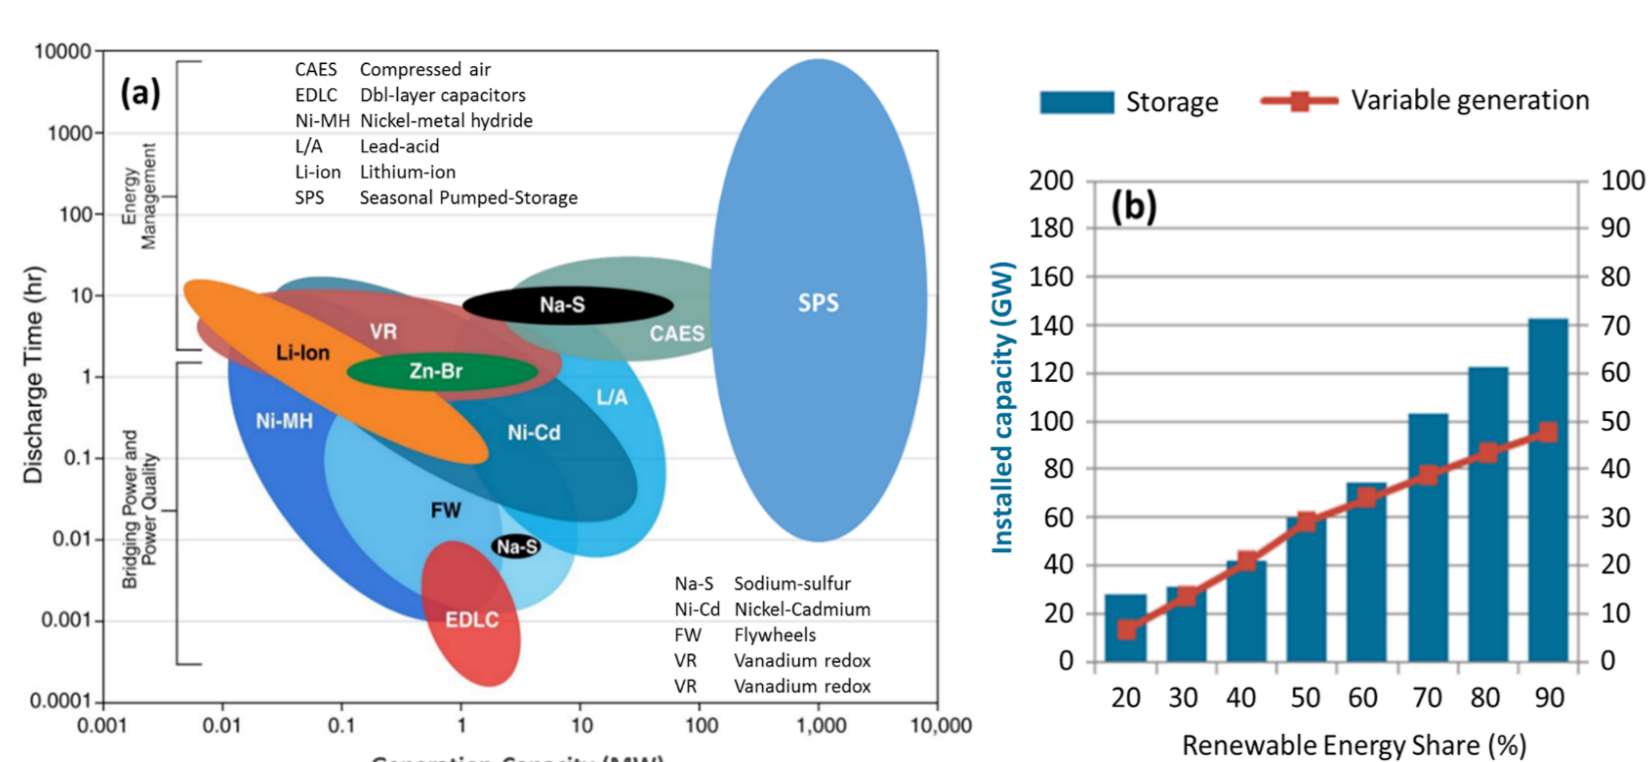 (a)
CAES Compressed air
EDLC Dbl-layer capacitors
Ni-MH Nickel-metal hydride
L/A Lead-acid
Li-ion Lithium-ion
SPS Seasonal Pumped-Storage
Discharge Time (hr)
10000
1000
100
10
1
0.1
0.01
0.001
0.0001
Energy
Management
Bridging Power and
Power Quality
Na-S
SPS
VR
CAES
Li-Ion
Zn-Br
L/A
Ni-MH
Ni-Cd
FW
Na-S
EDLC
Na-S Sodium-sulfur
Ni-Cd Nickel-Cadmium
FW Flywheels
VR Vanadium redox
VR Vanadium redox
0.001 0.01 0.1 1 10 100 1,000 10,000
Generation Capacity (MW)
Storage Variable generation
(b)
Installed capacity (GW)
200
180
160
140
120
100
80
60
40
20
0
100
90
80
70
60
50
40
30
20
10
0
20 30 40 50 60 70 80 90
Renewable Energy Share (%)